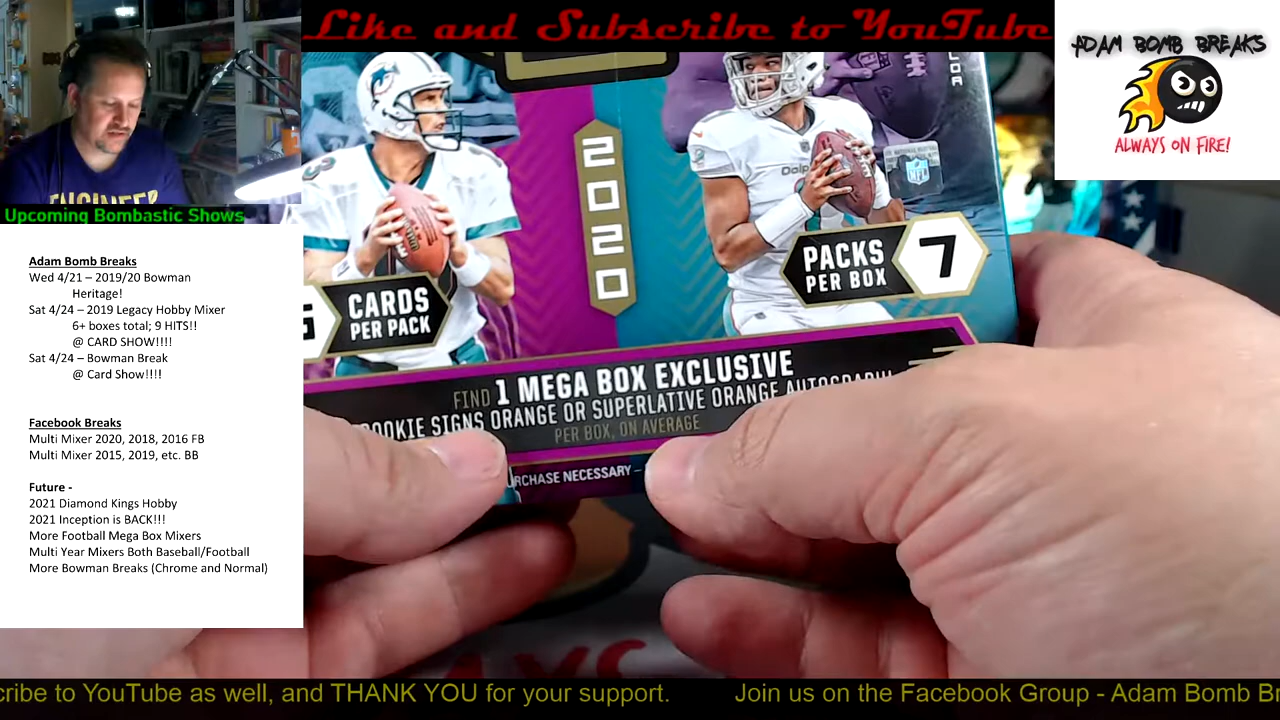 Like and Subscribe to YouTube
ADAM BOMB BREAKS
ALWAYS ON FIRE!
ENGINEER
Upcoming Bombastic Shows
Adam Bomb Breaks
Wed 4/21 – 2019/20 Bowman
Heritage!
Sat 4/24 – 2019 Legacy Hobby Mixer
6+ boxes total; 9 HITS!!
@ CARD SHOW!!!!
Sat 4/24 – Bowman Break
@ Card Show!!!!
Facebook Breaks
Multi Mixer 2020, 2018, 2016 FB
Multi Mixer 2015, 2019, etc. BB
Future -
2021 Diamond Kings Hobby
2021 Inception is BACK!!!
More Football Mega Box Mixers
Multi Year Mixers Both Baseball/Football
More Bowman Breaks (Chrome and Normal)
2020
NFL
PACKS
PER BOX
7
CARDS
PER PACK
FIND 1 MEGA BOX EXCLUSIVE
ROOKIE SIGNS ORANGE OR SUPERLATIVE ORANGE AUTOGRAPH
PER BOX, ON AVERAGE
RCHASE NECESSARY –
cribe to YouTube as well, and THANK YOU for your support. Join us on the Facebook Group - Adam Bomb B